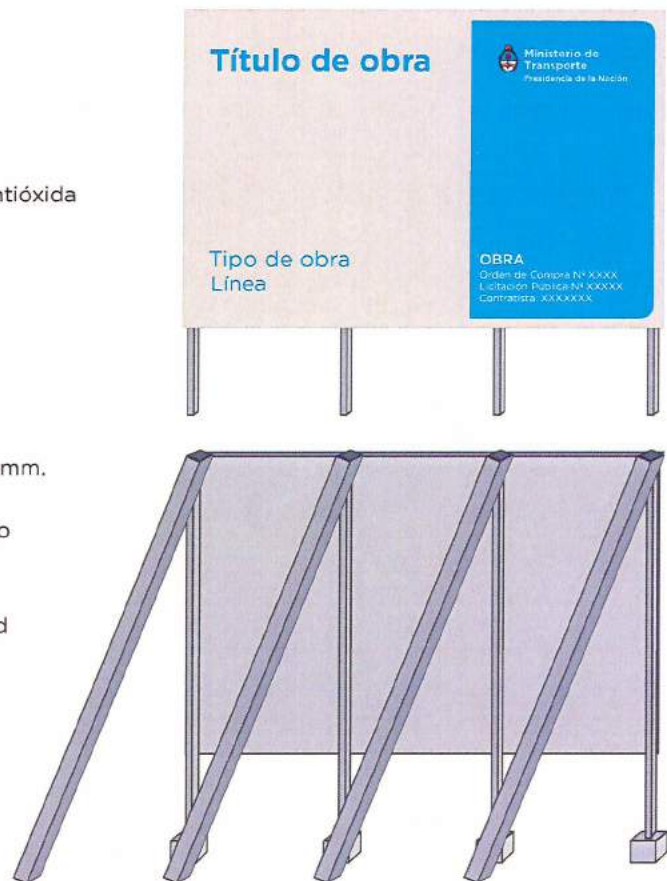 Título de obra
Ministerio de
Transporte
Presidencia de la Nación
ntióxida
Tipo de obra
Línea
OBRA
Orden de Compra Nº XXXX
Licitación Pública Nº XXXXX
Contratista: XXXXXXX
mm.
o
d